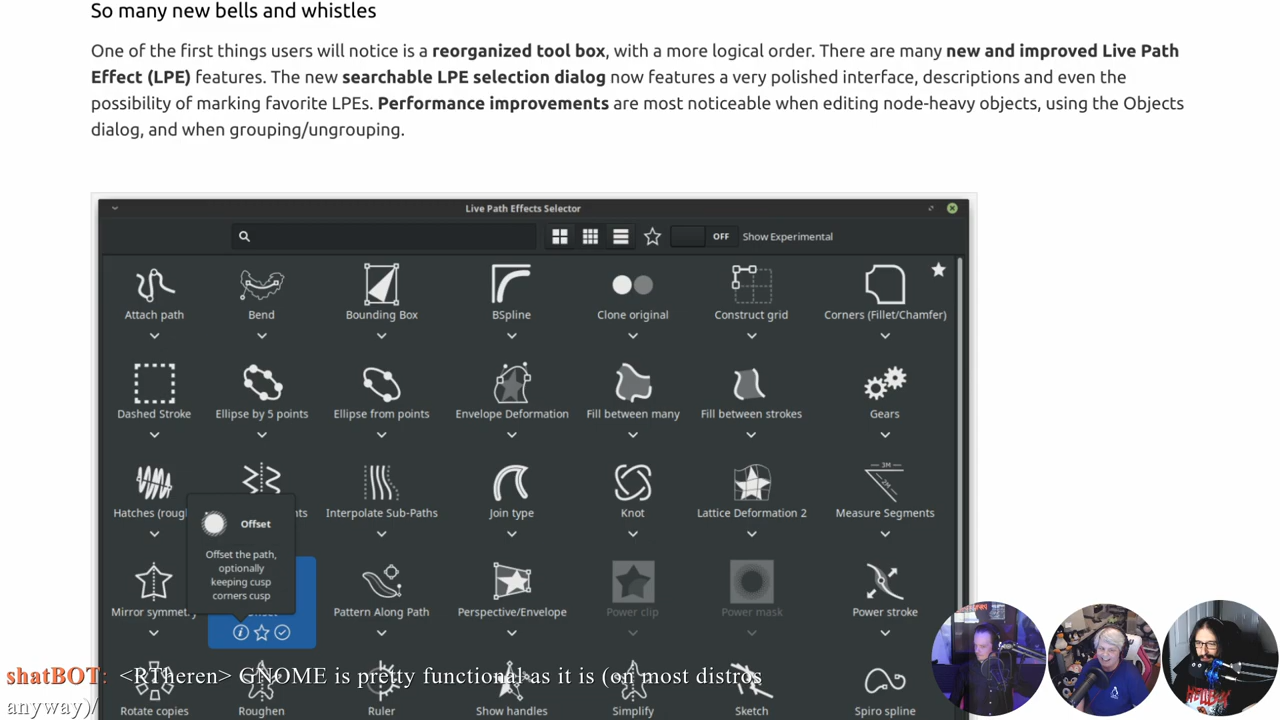 So many new bells and whistles
One of the first things users will notice is a reorganized tool box, with a more logical order. There are many new and improved Live Path
Effect (LPE) features. The new searchable LPE selection dialog now features a very polished interface, descriptions and even the
possibility of marking favorite LPEs. Performance improvements are most noticeable when editing node-heavy objects, using the Objects
dialog, and when grouping/ungrouping.
Live Path Effects Selector
OFF Show Experimental
Attach path Bend Bounding Box BSpline Clone original Construct grid Corners (Fillet/Chamfer)
Dashed Stroke Ellipse by 5 points Ellipse from points Envelope Deformation Fill between many Fill between strokes Gears
3M
2M
Hatches (roug Interpolate Sub-Paths Join type Knot Lattice Deformation 2 Measure Segments
Offset
Offset the path,
optionally
keeping cusp
corners cusp
Mirror symmet Pattern Along Path Perspective/Envelope Power clip Power mask Power stroke
shatBOT: <RTheren> GNOME is pretty functional as it is (on most distros
anyway)/
Rotate copies Roughen Ruler Show handles Simplify Sketch Spiro spline